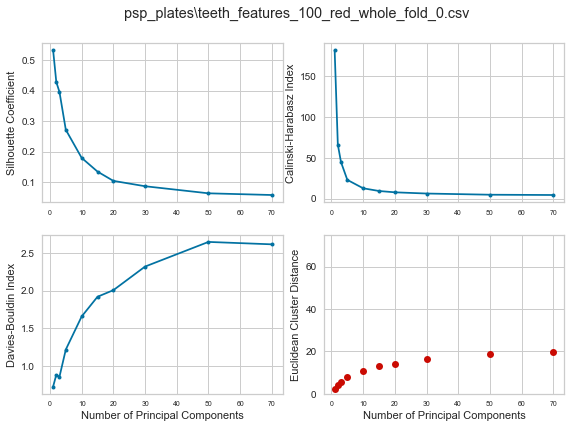 psp_plates\teeth_features_100_red_whole_fold_0.csv
Silhouette Coefficient
0.5
0.4
0.3
0.2
0.1
0 10 20 30 40 50 60 70
Calinski-Harabasz Index
150
100
50
0
0 10 20 30 40 50 60 70
Davies-Bouldin Index
2.5
2.0
1.5
1.0
0 10 20 30 40 50 60 70
Number of Principal Components
Euclidean Cluster Distance
60
40
20
0
0 10 20 30 40 50 60 70
Number of Principal Components